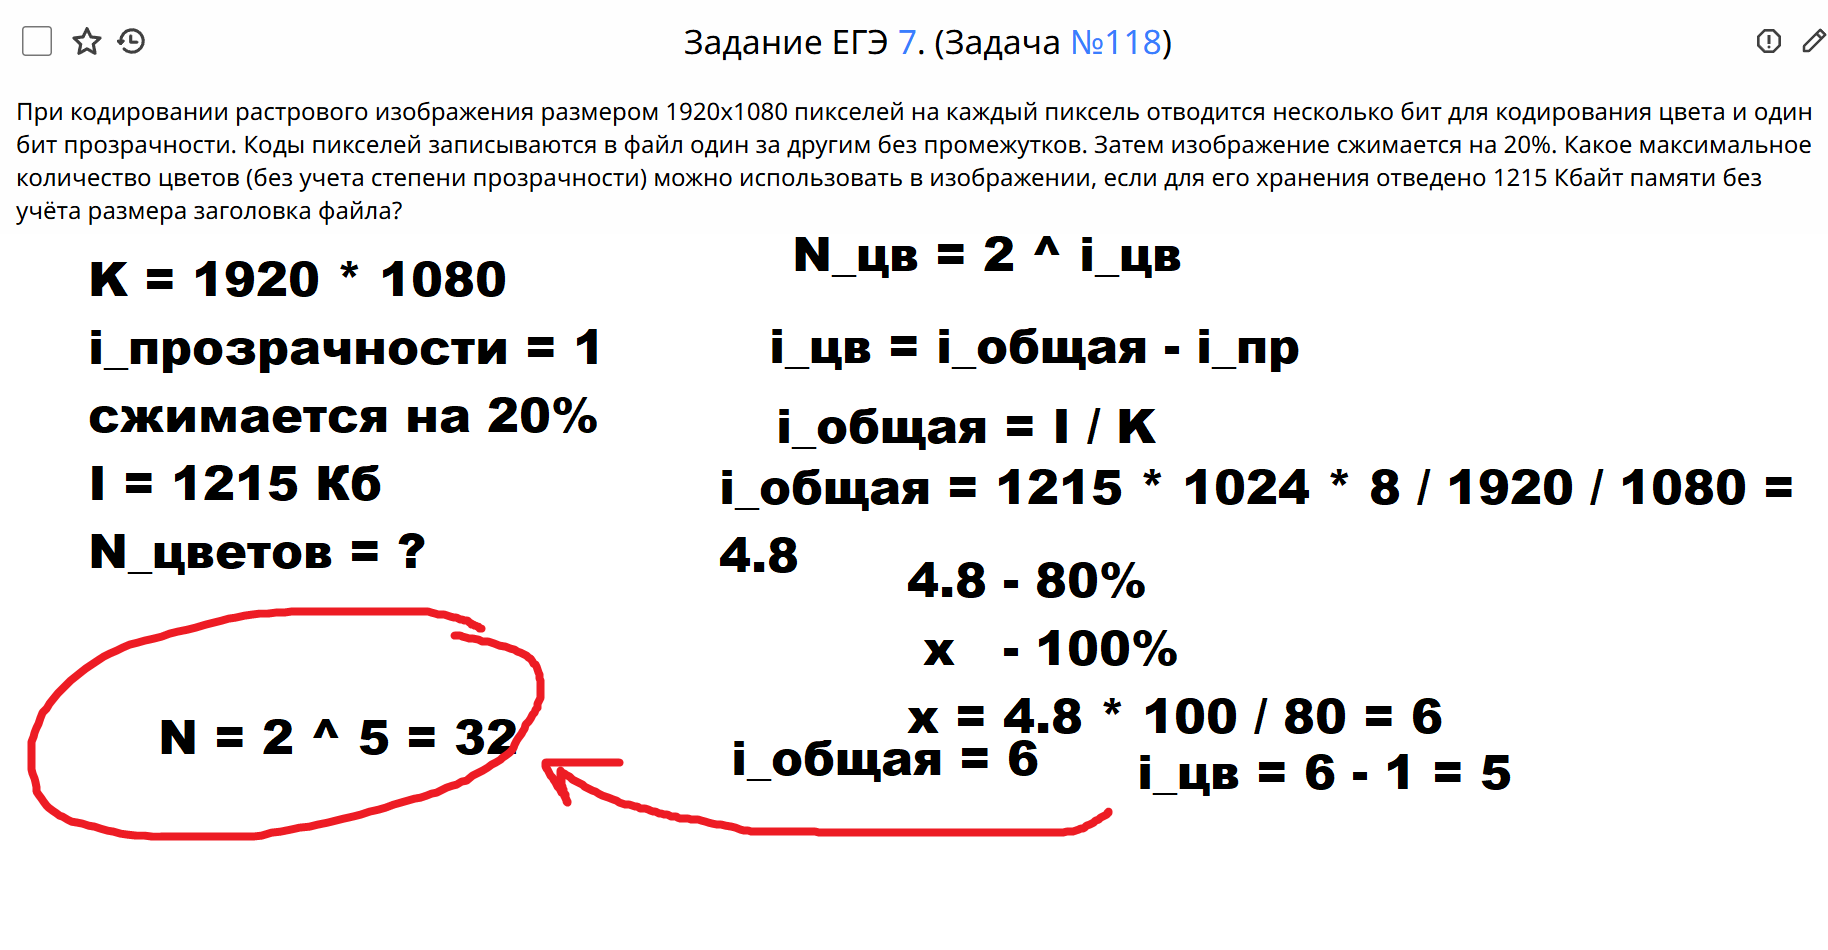 Задание ЕГЭ 7. (Задача №118)
При кодировании растрового изображения размером 1920x1080 пикселей на каждый пиксель отводится несколько бит для кодирования цвета и один
бит прозрачности. Коды пикселей записываются в файл один за другим без промежутков. Затем изображение сжимается на 20%. Какое максимальное
количество цветов (без учета степени прозрачности) можно использовать в изображении, если для его хранения отведено 1215 Кбайт памяти без
учёта размера заголовка файла?
K = 1920 * 1080
i_прозрачности = 1
сжимается на 20%
I = 1215 Кб
N_цветов = ?
N_цв = 2 ^ i_цв
i_цв = i_общая - i_пр
i_общая = I / K
i_общая = 1215 * 1024 * 8 / 1920 / 1080 =
4.8
4.8 - 80%
x - 100%
x = 4.8 * 100 / 80 = 6
i_общая = 6
i_цв = 6 - 1 = 5
N = 2 ^ 5 = 32